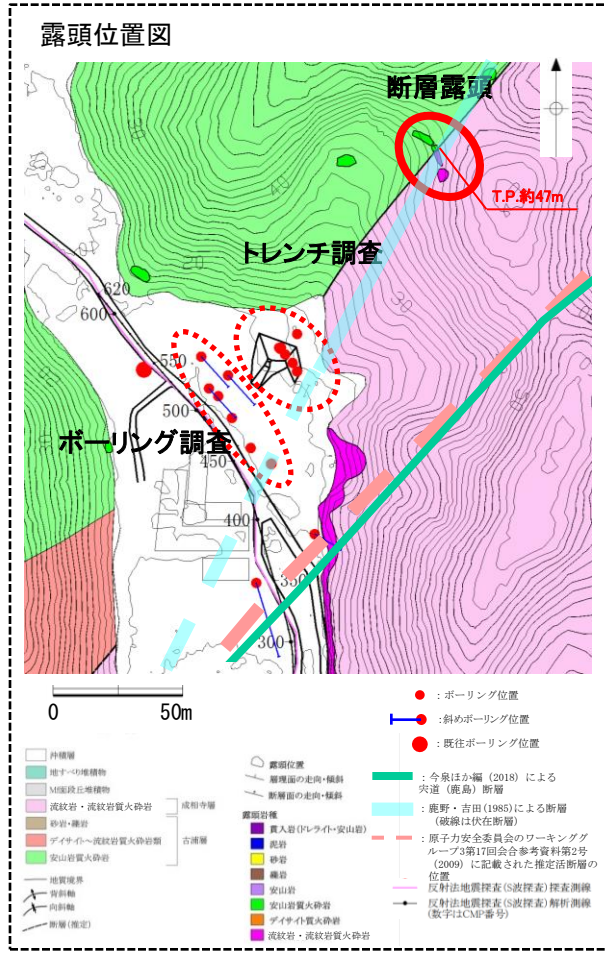 露頭位置図
断層露頭
T.P.約47m
トレンチ調査
620
600
550
500
ボーリング調査
450
400
350
300
0 50m
：ボーリング位置
：斜めボーリング位置
：既往ボーリング位置
沖積層
地すべり堆積物
M1面段丘堆積物
流紋岩・流紋岩質火砕岩
成相寺層
砂岩・礫岩
デイサイト～流紋岩質火砕岩類
古浦層
安山岩質火砕岩
地質境界
背斜軸
向斜軸
断層(推定)
露頭位置
層理面の走向・傾斜
断層面の走向・傾斜
露頭岩種
貫入岩(ドレライト・安山岩)
泥岩
砂岩
礫岩
安山岩
安山岩質火砕岩
デイサイト質火砕岩
流紋岩・流紋岩質火砕岩
：今泉ほか編（2018）による
宍道（鹿島）断層
：鹿野・吉田(1985)による断層
(破線は伏在断層)
：原子力安全委員会のワーキンググ
ループ3第17回会合参考資料第2号
(2009)に記載された推定活断層の
位置
反射法地震探査(S波探査)探査測線
反射法地震探査(S波探査)解析測線
(数字はCMP番号)